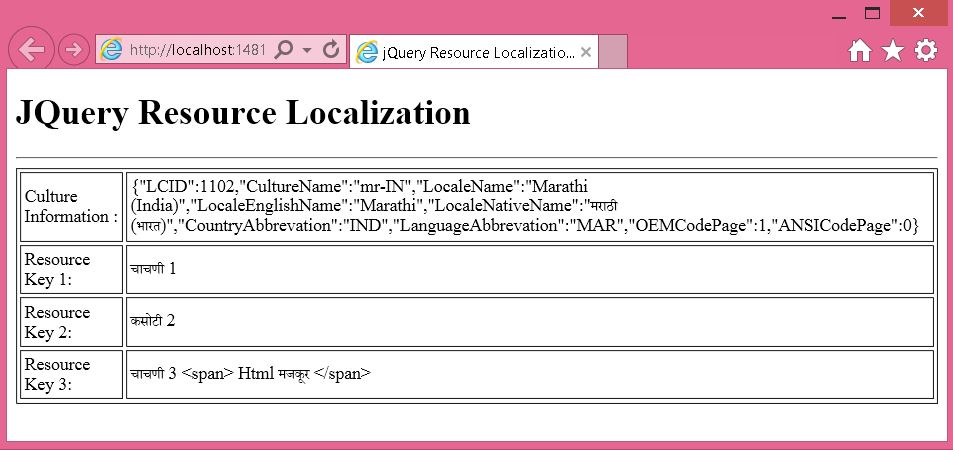 http://localhost:1481
jQuery Resource Localizatio...
JQuery Resource Localization
Culture
Information :
{"LCID":1102,"CultureName":"mr-IN","LocaleName":"Marathi
(India)","LocaleEnglishName":"Marathi","LocaleNativeName":"मराठी
(भारत)","CountryAbbrevation":"IND","LanguageAbbrevation":"MAR","OEMCodePage":1,"ANSICodePage":0}
Resource
Key 1:
चाचणी 1
Resource
Key 2:
कसोटी 2
Resource
Key 3:
चाचणी 3 <span> Html मजकूर </span>